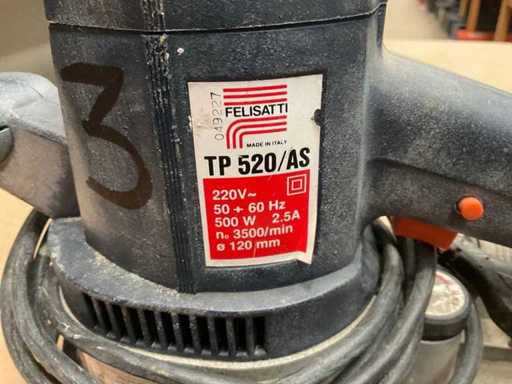 3
049227
FELISATTI
MADE IN ITALY
TP 520/AS
220V~
50 ÷ 60 Hz
500 W 2.5A
n₀ 3500/min
ø 120 mm